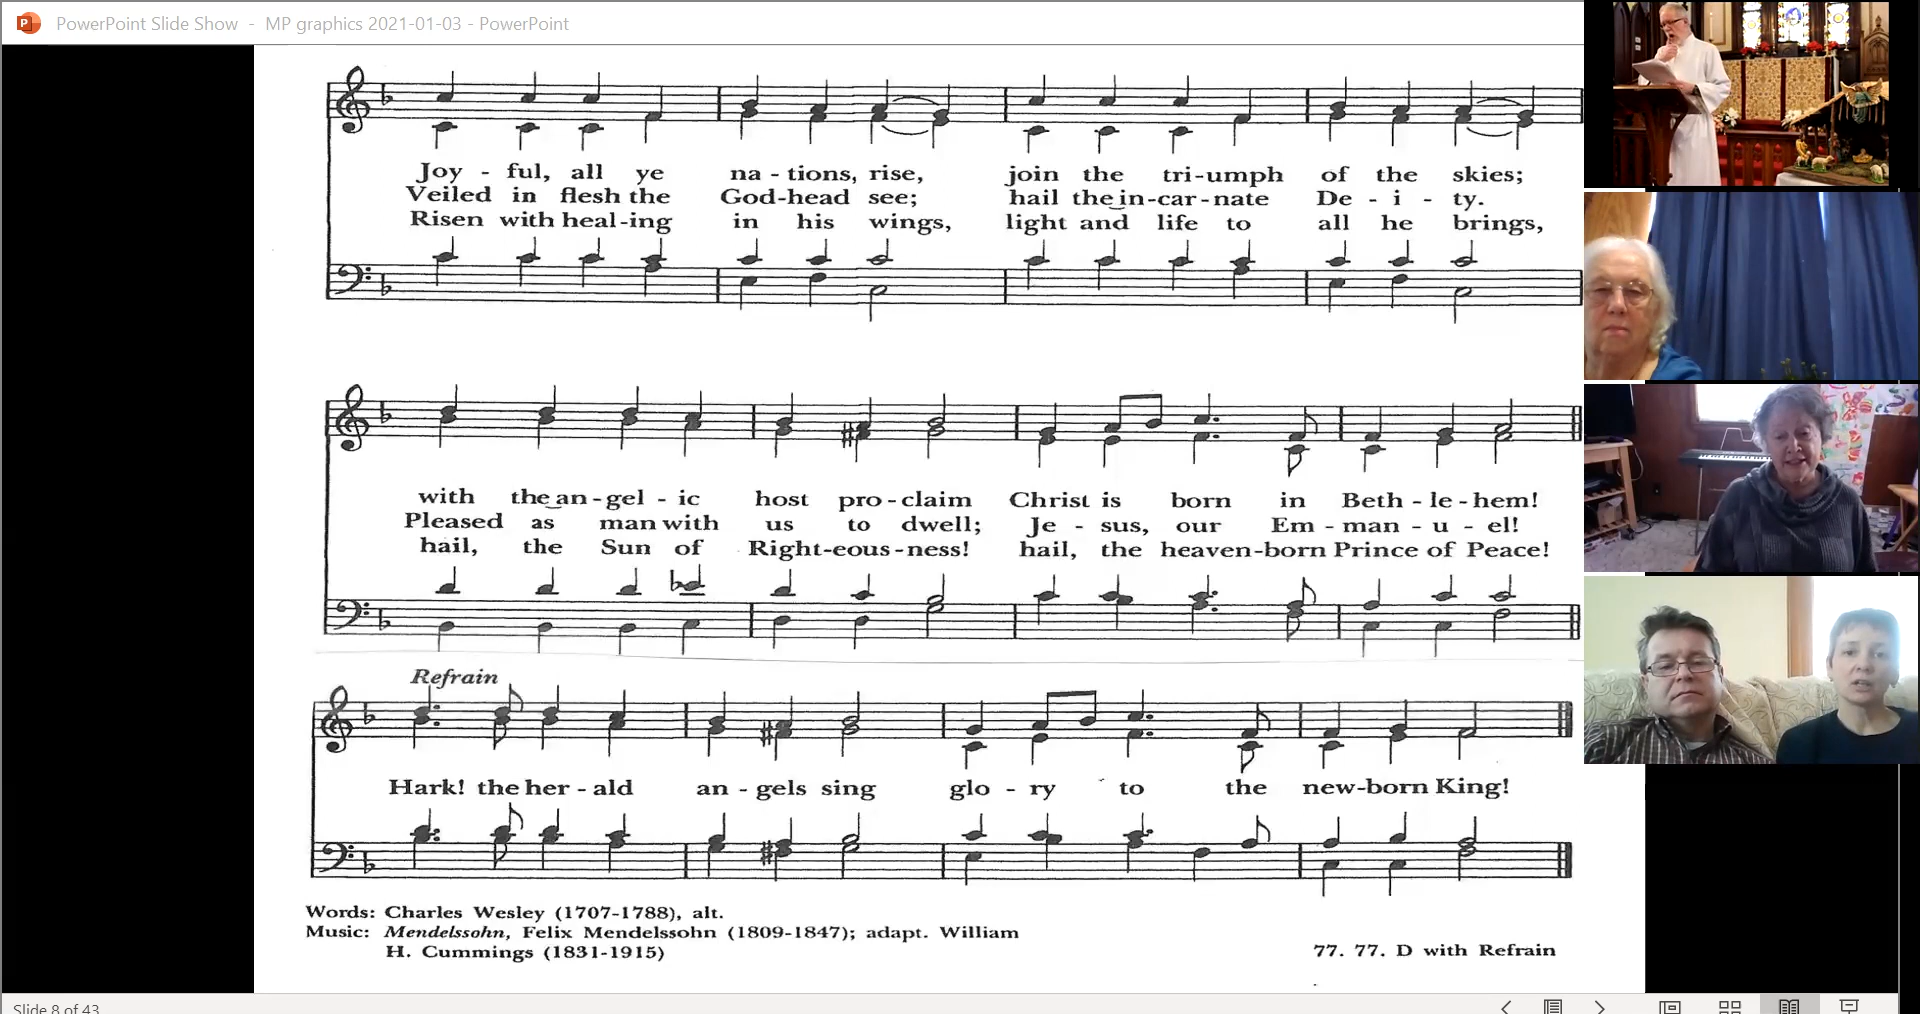 PowerPoint Slide Show - MP graphics 2021-01-03 - PowerPoint
Joy - ful, all ye na - tions, rise, join the tri - umph of the skies;
Veiled in flesh the God - head see; hail the in - car - nate De - i - ty.
Risen with heal - ing in his wings, light and life to all he brings,
with the an - gel - ic host pro - claim Christ is born in Beth - le - hem!
Pleased as man with us to dwell; Je - sus, our Em - man - u - el!
hail, the Sun of Right - eous - ness! hail, the heaven - born Prince of Peace!
Refrain
Hark! the her - ald an - gels sing glo - ry to the new - born King!
Words: Charles Wesley (1707-1788), alt.
Music: Mendelssohn, Felix Mendelssohn (1809-1847); adapt. William
H. Cummings (1831-1915)
77. 77. D with Refrain
Slide 8 of 43